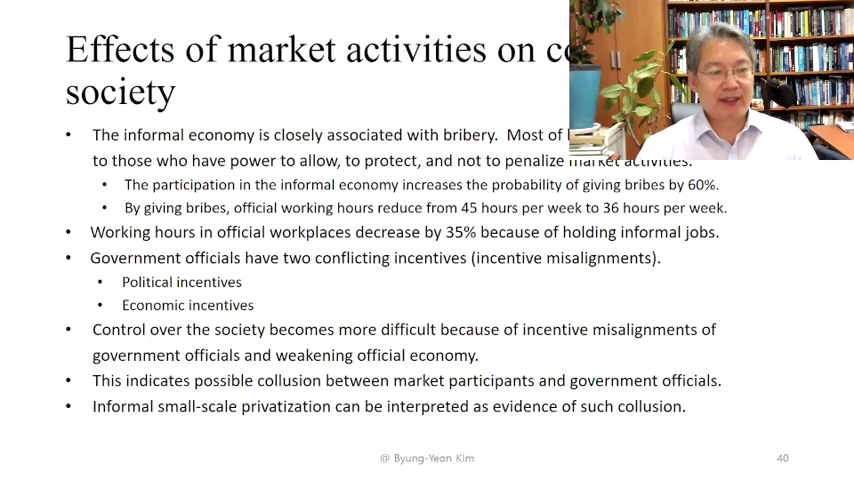 Effects of market activities on
society
• The informal economy is closely associated with bribery. Most of
to those who have power to allow, to protect, and not to penalize market activities.
• The participation in the informal economy increases the probability of giving bribes by 60%.
• By giving bribes, official working hours reduce from 45 hours per week to 36 hours per week.
• Working hours in official workplaces decrease by 35% because of holding informal jobs.
• Government officials have two conflicting incentives (incentive misalignments).
• Political incentives
• Economic incentives
• Control over the society becomes more difficult because of incentive misalignments of
government officials and weakening official economy.
• This indicates possible collusion between market participants and government officials.
• Informal small-scale privatization can be interpreted as evidence of such collusion.
@ Byung-Yeon KIm
40